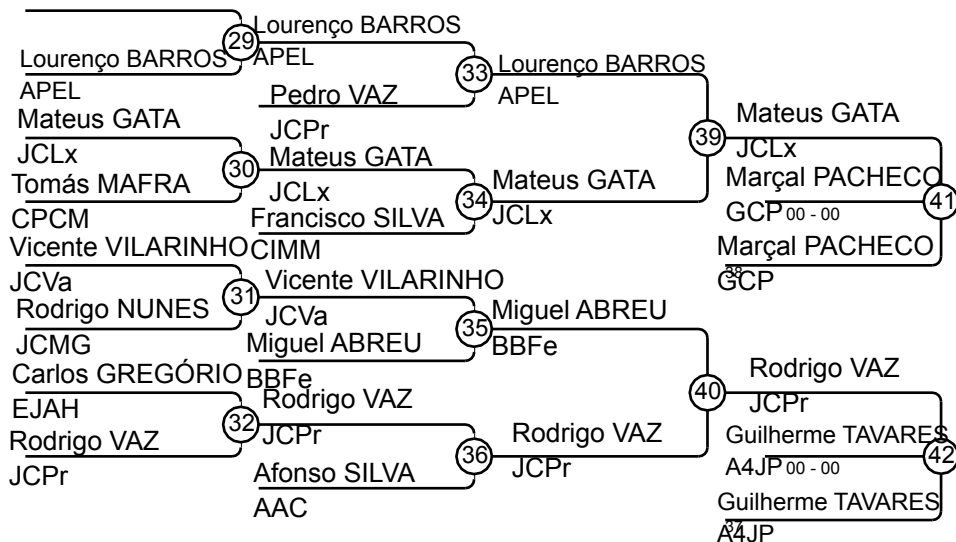 29
Lourenço BARROS
APEL
Lourenço BARROS
APEL
33
Pedro VAZ
JCPr
Lourenço BARROS
APEL
Mateus GATA
JCLx
30
Tomás MAFRA
CPCM
Mateus GATA
JCLx
34
Francisco SILVA
CIMM
Mateus GATA
JCLx
39
Mateus GATA
JCLx
Marçal PACHECO
GCP 00 - 00
41
Marçal PACHECO
38
GCP
Vicente VILARINHO
JCVa
31
Rodrigo NUNES
JCMG
Vicente VILARINHO
JCVa
35
Miguel ABREU
BBFe
Miguel ABREU
BBFe
Carlos GREGÓRIO
EJAH
32
Rodrigo VAZ
JCPr
Rodrigo VAZ
JCPr
36
Afonso SILVA
AAC
Rodrigo VAZ
JCPr
40
Rodrigo VAZ
JCPr
Guilherme TAVARES
A4JP 00 - 00
42
Guilherme TAVARES
37
A4JP